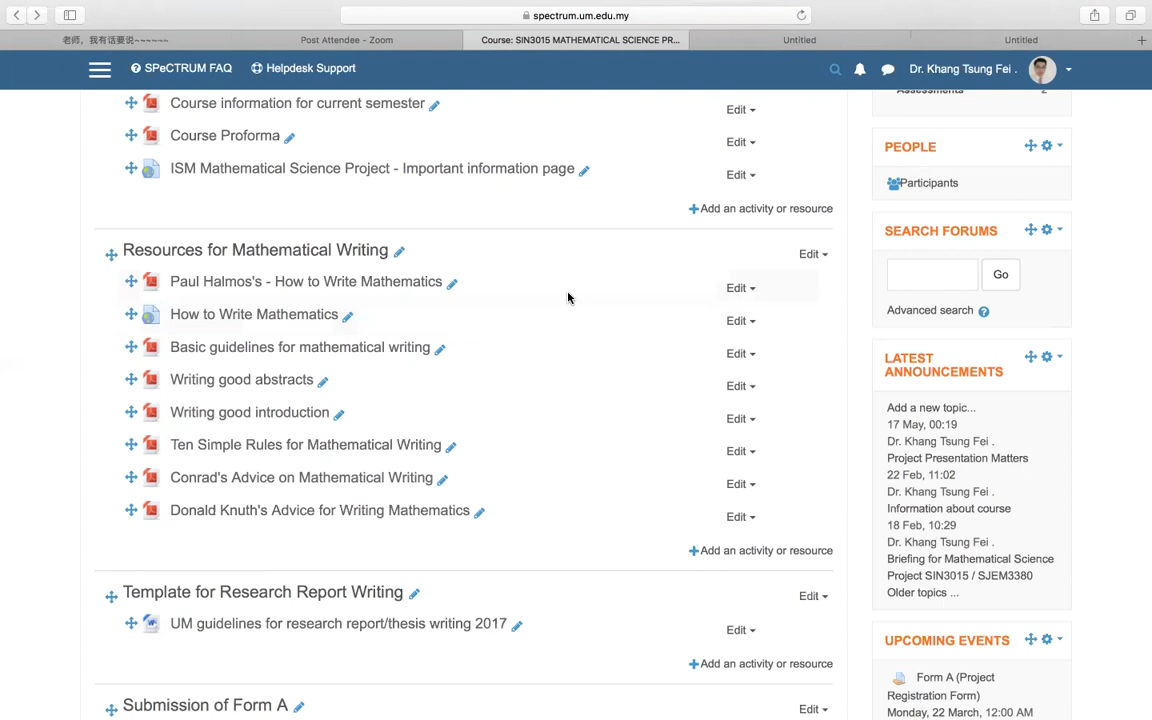 spectrum.um.edu.my
老师，我有话要说~~~~~~
Post Attendee - Zoom
Course: SIN3015 MATHEMATICAL SCIENCE PR...
Untitled
Untitled
SPeCTRUM FAQ
Helpdesk Support
Dr. Khang Tsung Fei .
Course information for current semester
Edit
Course Proforma
Edit
ISM Mathematical Science Project - Important information page
Edit
Add an activity or resource
Resources for Mathematical Writing
Edit
Paul Halmos's - How to Write Mathematics
Edit
How to Write Mathematics
Edit
Basic guidelines for mathematical writing
Edit
Writing good abstracts
Edit
Writing good introduction
Edit
Ten Simple Rules for Mathematical Writing
Edit
Conrad's Advice on Mathematical Writing
Edit
Donald Knuth's Advice for Writing Mathematics
Edit
Add an activity or resource
Template for Research Report Writing
Edit
UM guidelines for research report/thesis writing 2017
Edit
Add an activity or resource
Submission of Form A
Edit
Assessments 2
PEOPLE
Participants
SEARCH FORUMS
Go
Advanced search
LATEST
ANNOUNCEMENTS
Add a new topic...
17 May, 00:19
Dr. Khang Tsung Fei .
Project Presentation Matters
22 Feb, 11:02
Dr. Khang Tsung Fei .
Information about course
18 Feb, 10:29
Dr. Khang Tsung Fei .
Briefing for Mathematical Science
Project SIN3015 / SJEM3380
Older topics ...
UPCOMING EVENTS
Form A (Project
Registration Form)
Monday, 22 March, 12:00 AM